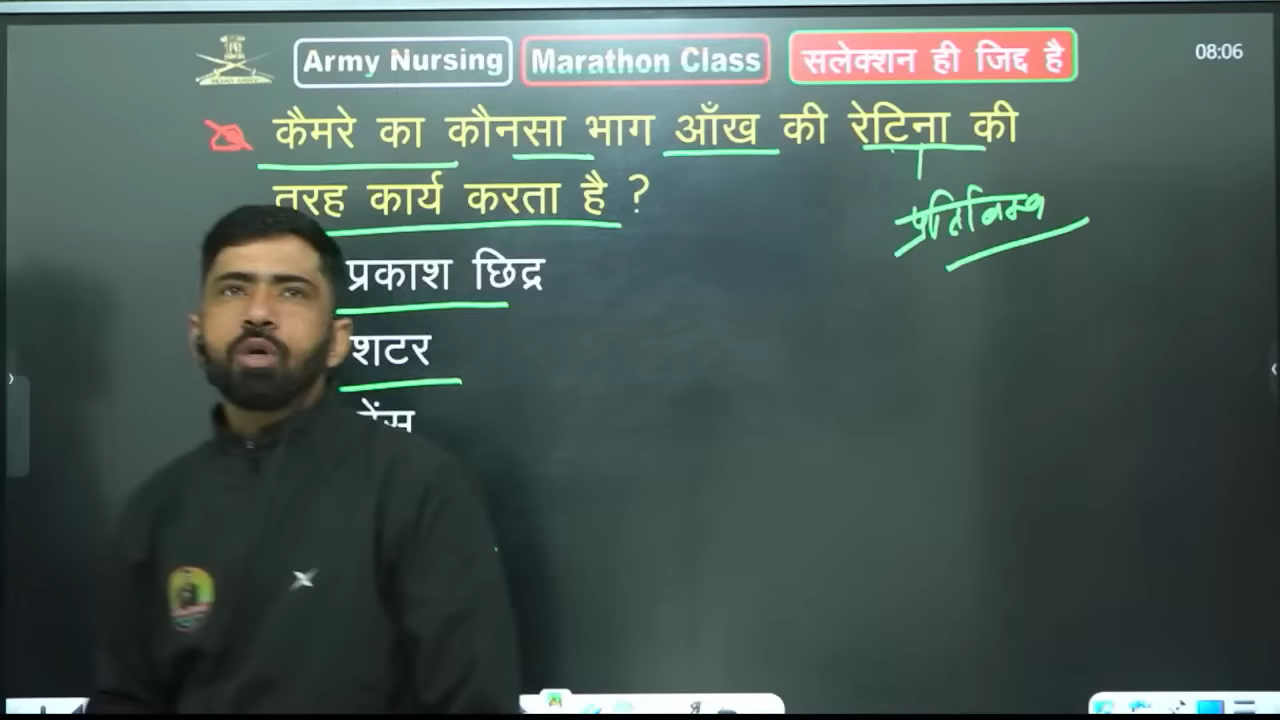 Army Nursing Marathon Class सलेक्शन ही जिद्द है 08:06
कैमरे का कौनसा भाग आँख की रेटिना की
तरह कार्य करता है ?
प्रतिबिम्ब
प्रकाश छिद्र
शटर